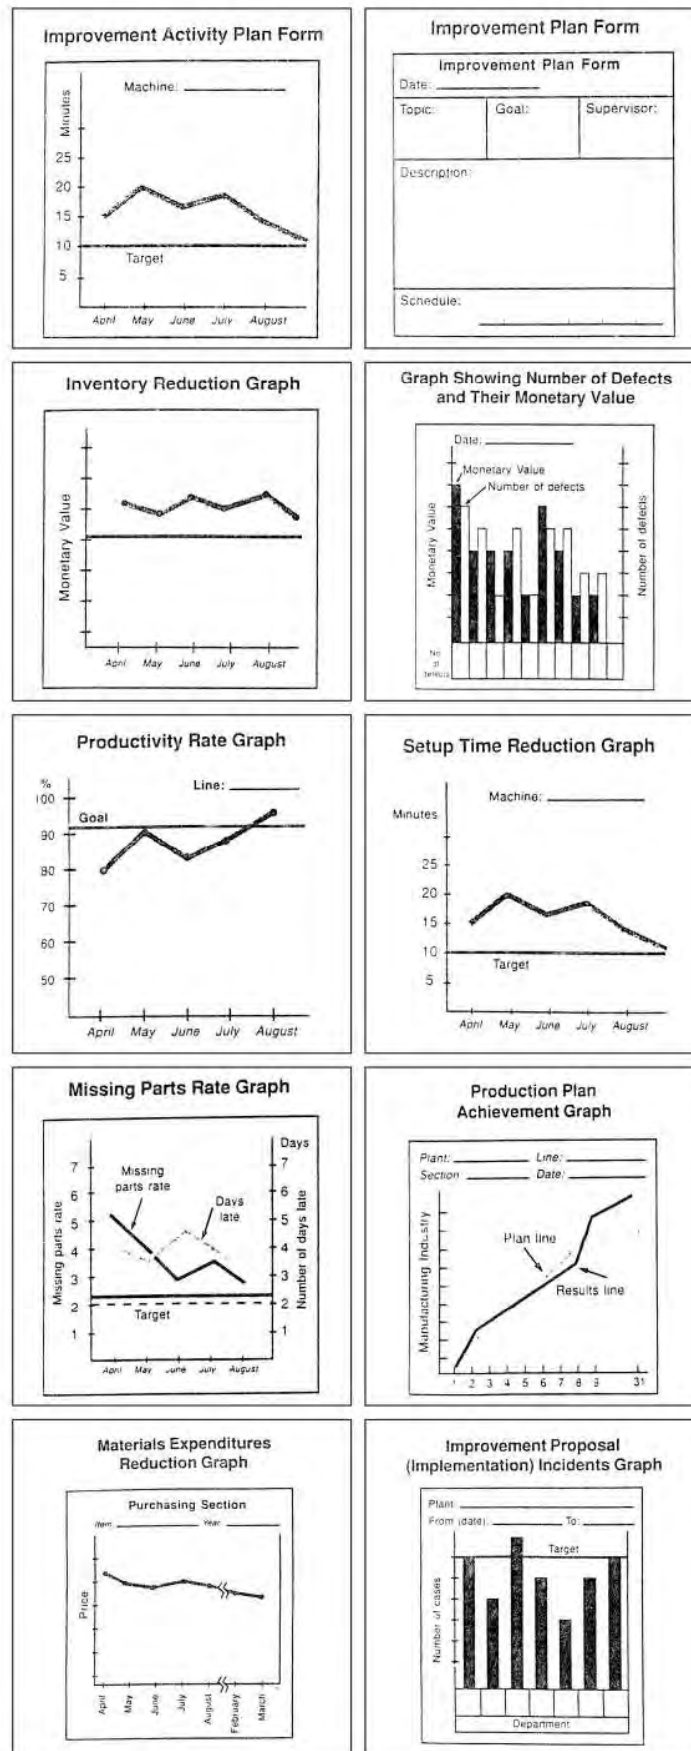 Improvement Activity Plan Form
Machine:
Minutes
25
20
15
10
5
Target
April May June July August
Improvement Plan Form
Improvement Plan Form
Date:
Topic: Goal: Supervisor:
Description:
Schedule:
Inventory Reduction Graph
Monetary Value
April May June July August
Graph Showing Number of Defects
and Their Monetary Value
Date:
Monetary Value
Number of defects
Monetary Value
Number of defects
No.
of
defects
Productivity Rate Graph
%
Line:
100
Goal
90
80
70
60
50
April May June July August
Setup Time Reduction Graph
Machine:
Minutes
25
20
15
10
5
Target
April May June July August
Missing Parts Rate Graph
Days
7 7
Missing
parts rate
6 6
Days
late
5 5
4 4
3 3
2 2
Target
1 1
Missing parts rate
Number of days late
April May June July August
Production Plan
Achievement Graph
Plant: Line:
Section: Date:
Manufacturing Industry
Plan line
Results line
1 2 3 4 5 6 7 8 9 31
Materials Expenditures
Reduction Graph
Purchasing Section
Item Year
Price
April May June July August February March
Improvement Proposal
(Implementation) Incidents Graph
Plant:
From (date): To:
Target
Number of cases
Department